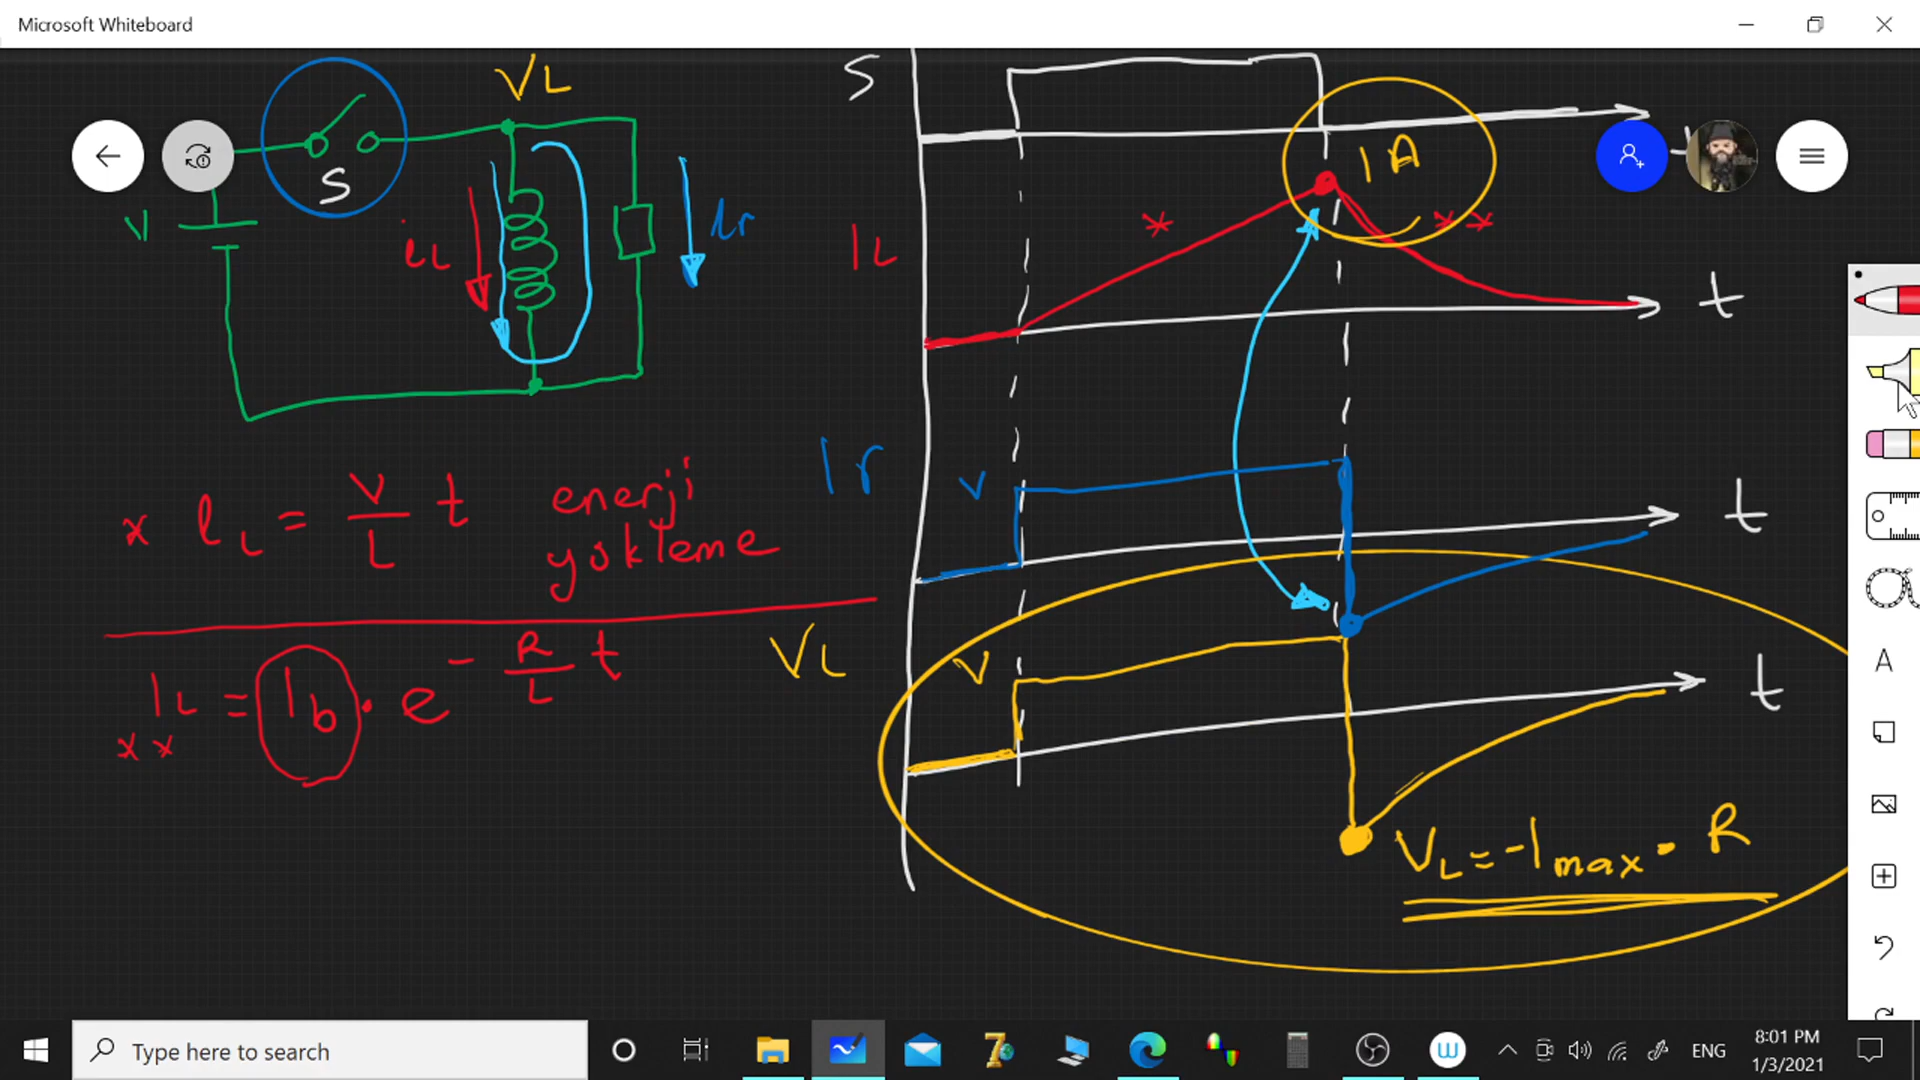 Microsoft Whiteboard
VL
S
V
iL
Ir
* IL = V/L t enerji
yükleme
** IL = Ib · e^(-R/L t)
S
1A
IL
*
**
t
Ir
V
t
VL
V
t
VL = -Imax · R
A
Type here to search
ENG
8:01 PM
1/3/2021